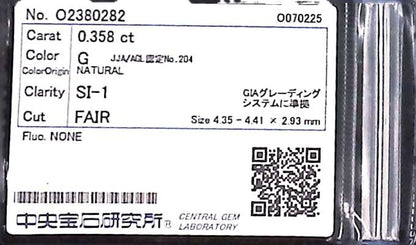 No. O2380282 O070225
Carat 0.358 ct
Color G JJA/AGL認定No.204
ColorOrigin NATURAL
Clarity SI-1 GIAグレーディング
システムに準拠
Cut FAIR Size 4.35 - 4.41 × 2.93 mm
Fluo. NONE
中央宝石研究所® CENTRAL GEM
LABORATORY